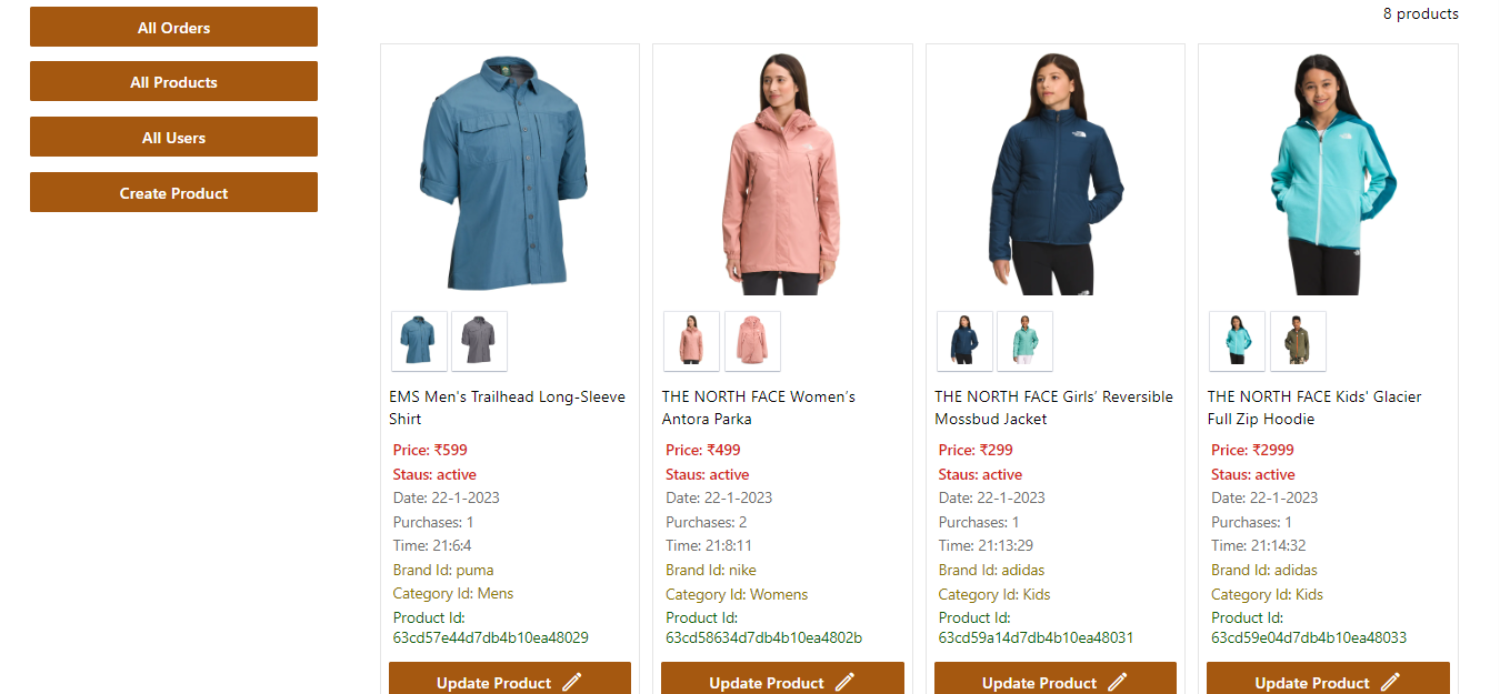 All Orders
All Products
All Users
Create Product
8 products
EMS Men's Trailhead Long-Sleeve
Shirt
Price: ₹599
Staus: active
Date: 22-1-2023
Purchases: 1
Time: 21:6:4
Brand Id: puma
Category Id: Mens
Product Id:
63cd57e44d7db4b10ea48029
Update Product
THE NORTH FACE Women's
Antora Parka
Price: ₹499
Staus: active
Date: 22-1-2023
Purchases: 2
Time: 21:8:11
Brand Id: nike
Category Id: Womens
Product Id:
63cd58634d7db4b10ea4802b
Update Product
THE NORTH FACE Girls' Reversible
Mossbud Jacket
Price: ₹299
Staus: active
Date: 22-1-2023
Purchases: 1
Time: 21:13:29
Brand Id: adidas
Category Id: Kids
Product Id:
63cd59a14d7db4b10ea48031
Update Product
THE NORTH FACE Kids' Glacier
Full Zip Hoodie
Price: ₹2999
Staus: active
Date: 22-1-2023
Purchases: 1
Time: 21:14:32
Brand Id: adidas
Category Id: Kids
Product Id:
63cd59e04d7db4b10ea48033
Update Product